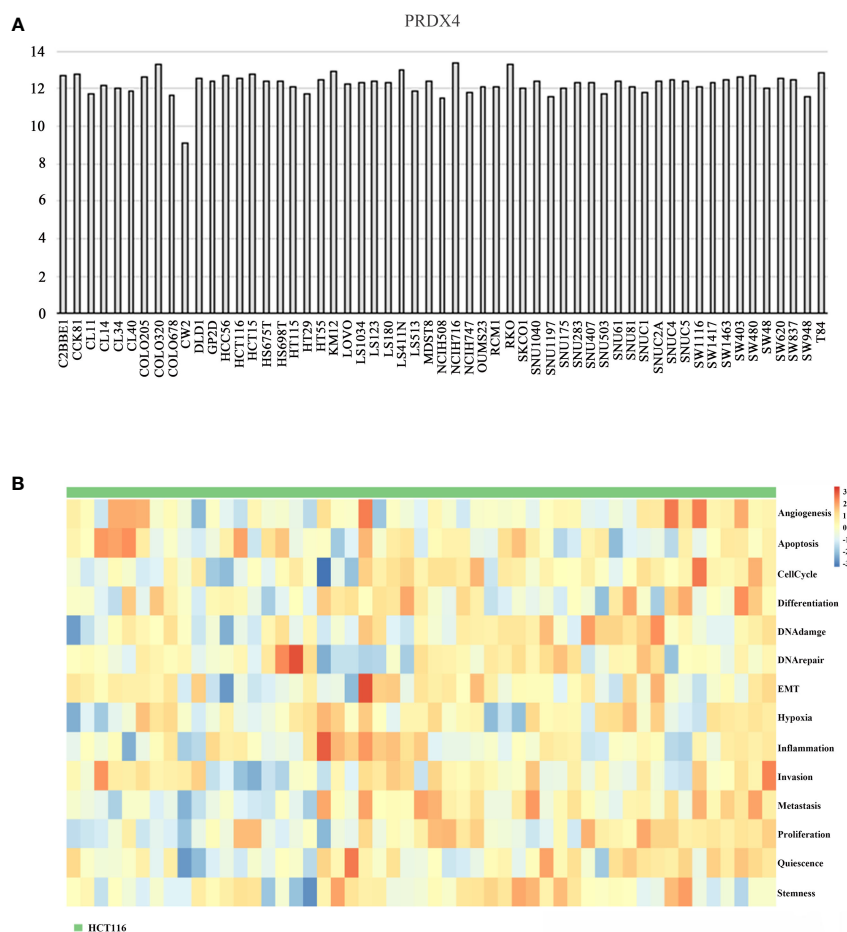 A
PRDX4
14
12
10
8
6
4
2
0
C2BBE1
CCK81
CL11
CL14
CL34
CL40
COLO205
COLO320
COLO678
CW2
DLD1
GP2D
HCC56
HCT116
HCT15
HS675T
HS698T
HT115
HT29
HT55
KM12
LOVO
LS1034
LS123
LS180
LS411N
LS513
MDST8
NCIH508
NCIH716
NCIH747
OUMS23
RCM1
RKO
SKCO1
SNU1040
SNU1197
SNU175
SNU283
SNU407
SNU503
SNU61
SNU81
SNUC1
SNUC2A
SNUC4
SNUC5
SW1116
SW1417
SW1463
SW403
SW480
SW48
SW620
SW837
SW948
T84
B
3
2
1
0
-1
-2
Angiogenesis
Apoptosis
CellCycle
Differentiation
DNAdamge
DNArepair
EMT
Hypoxia
Inflammation
Invasion
Metastasis
Proliferation
Quiescence
Stemness
HCT116